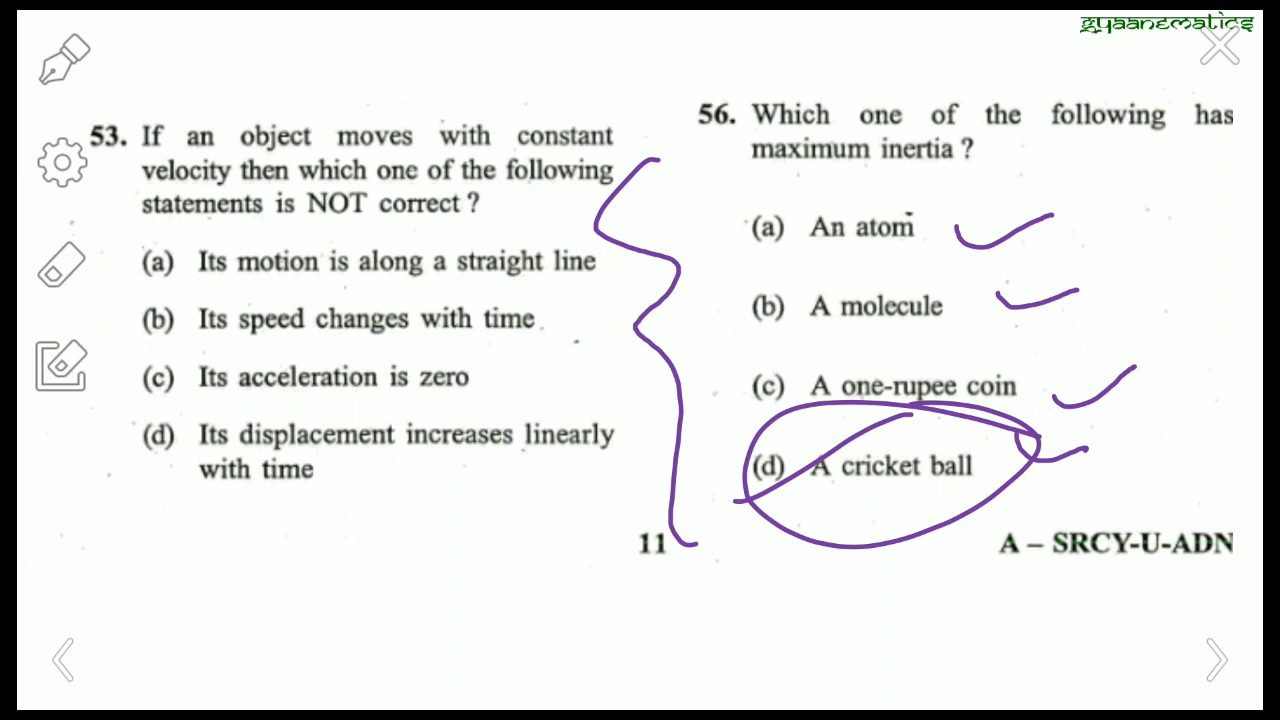 gyaanematics
53. If an object moves with constant
velocity then which one of the following
statements is NOT correct ?
(a) Its motion is along a straight line
(b) Its speed changes with time
(c) Its acceleration is zero
(d) Its displacement increases linearly
with time
11
56. Which one of the following has
maximum inertia ?
(a) An atom
(b) A molecule
(c) A one-rupee coin
(d) A cricket ball
A – SRCY-U-ADN